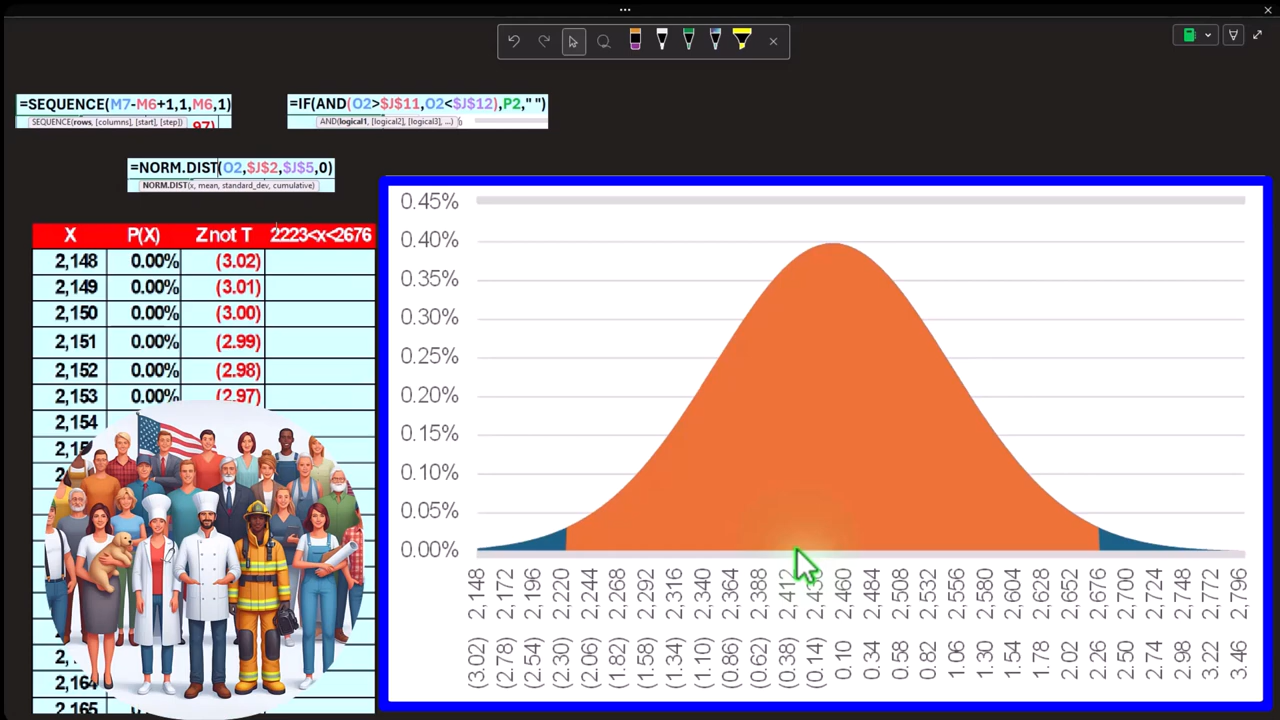 =SEQUENCE(M7-M6+1,1,M6,1)
SEQUENCE(rows, [columns], [start], [step])
97)
=IF(AND(O2>$J$11,O2<$J$12),P2," ")
AND(logical1, [logical2], [logical3], ...)
=NORM.DIST(O2,$J$2,$J$5,0)
NORM.DIST(x, mean, standard_dev, cumulative)
X P(X) Z not T 2223<x<2676
2,148 0.00% (3.02)
2,149 0.00% (3.01)
2,150 0.00% (3.00)
2,151 0.00% (2.99)
2,152 0.00% (2.98)
2,153 0.00% (2.97)
2,154
2,164
2,165
0.45%
0.40%
0.35%
0.30%
0.25%
0.20%
0.15%
0.10%
0.05%
0.00%
2,148 2,172 2,196 2,220 2,244 2,268 2,292 2,316 2,340 2,364 2,388 2,412 2,460 2,484 2,508 2,532 2,556 2,580 2,604 2,628 2,652 2,676 2,700 2,724 2,748 2,772 2,796
(3.02) (2.78) (2.54) (2.30) (2.06) (1.82) (1.58) (1.34) (1.10) (0.86) (0.62) (0.38) (0.14) 0.10 0.34 0.58 0.82 1.06 1.30 1.54 1.78 2.02 2.26 2.50 2.74 2.98 3.22 3.46